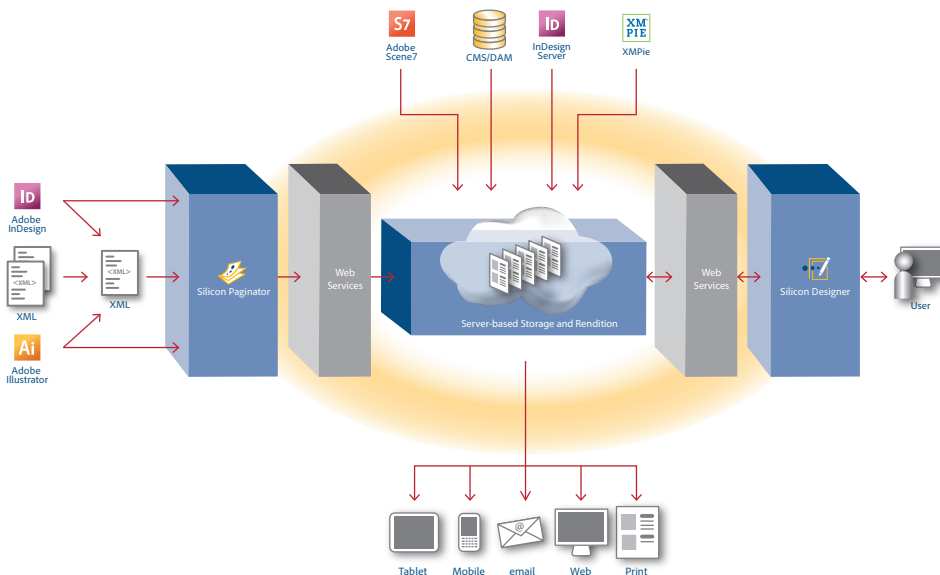 S7
Adobe
Scene7
CMS/DAM
ID
InDesign
Server
XM
PIE
XMPie
ID
Adobe
InDesign
<XML>
XML
<XML>
XML
Ai
Adobe
Illustrator
Silicon Paginator
Web
Services
Server-based Storage and Rendition
Web
Services
Silicon Designer
User
@
Tablet
Mobile
email
Web
Print